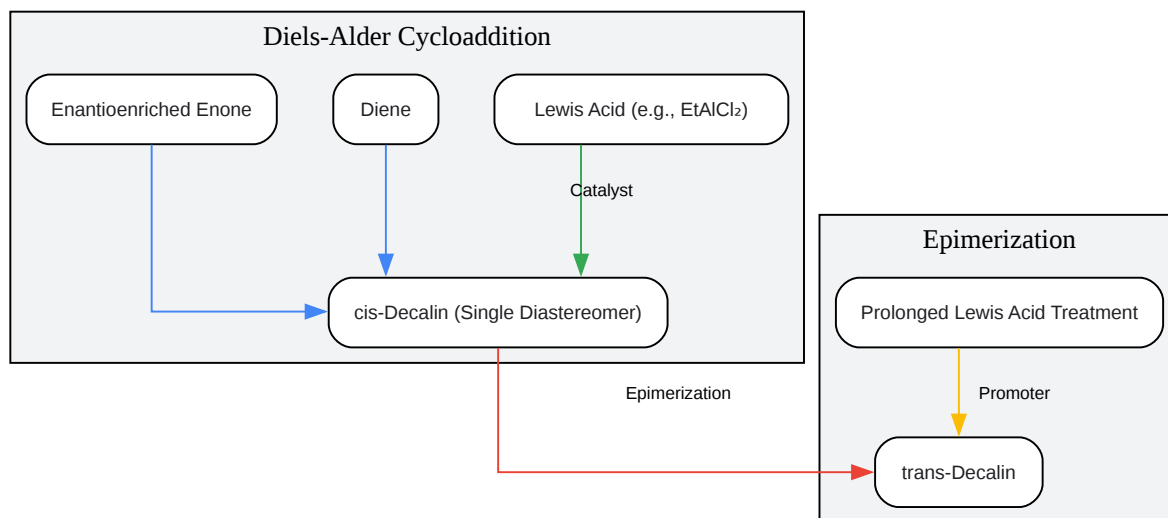 Diels-Alder Cycloaddition
Enantioenriched Enone
Diene
Lewis Acid (e.g., EtAlCl₂)
Catalyst
cis-Decalin (Single Diastereomer)
Epimerization
Epimerization
Prolonged Lewis Acid Treatment
Promoter
trans-Decalin